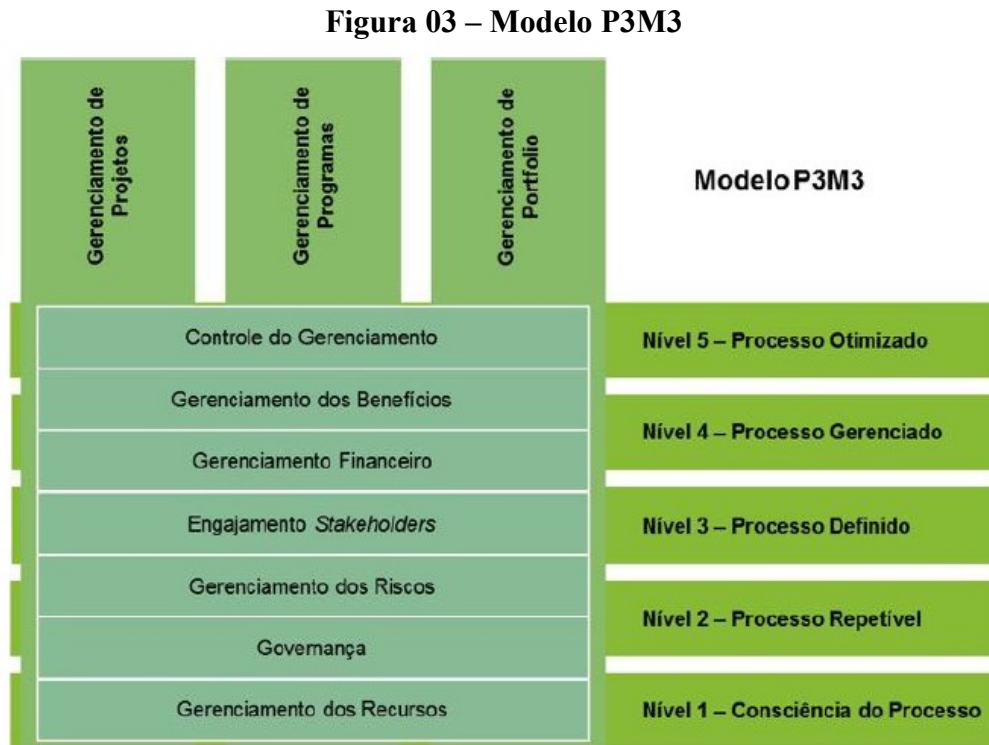 Figura 03 – Modelo P3M3
Gerenciamento de
Projetos
Gerenciamento de
Programas
Gerenciamento de
Portfolio
Modelo P3M3
Controle do Gerenciamento
Gerenciamento dos Benefícios
Gerenciamento Financeiro
Engajamento Stakeholders
Gerenciamento dos Riscos
Governança
Gerenciamento dos Recursos
Nível 5 – Processo Otimizado
Nível 4 – Processo Gerenciado
Nível 3 – Processo Definido
Nível 2 – Processo Repetível
Nível 1 – Consciência do Processo